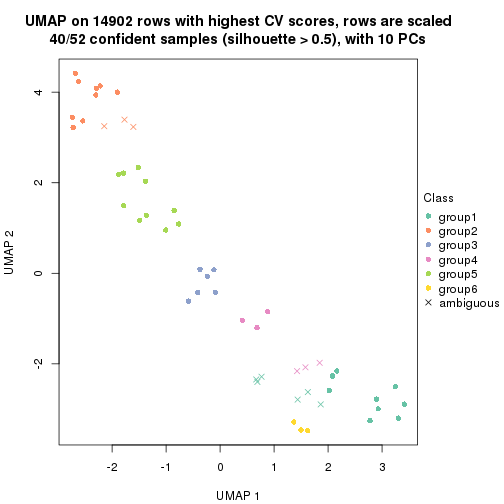 UMAP on 14902 rows with highest CV scores, rows are scaled
40/52 confident samples (silhouette > 0.5), with 10 PCs
4
2
0
-2
UMAP 2
-2
-1
0
1
2
3
UMAP 1
Class
group1
group2
group3
group4
group5
group6
ambiguous